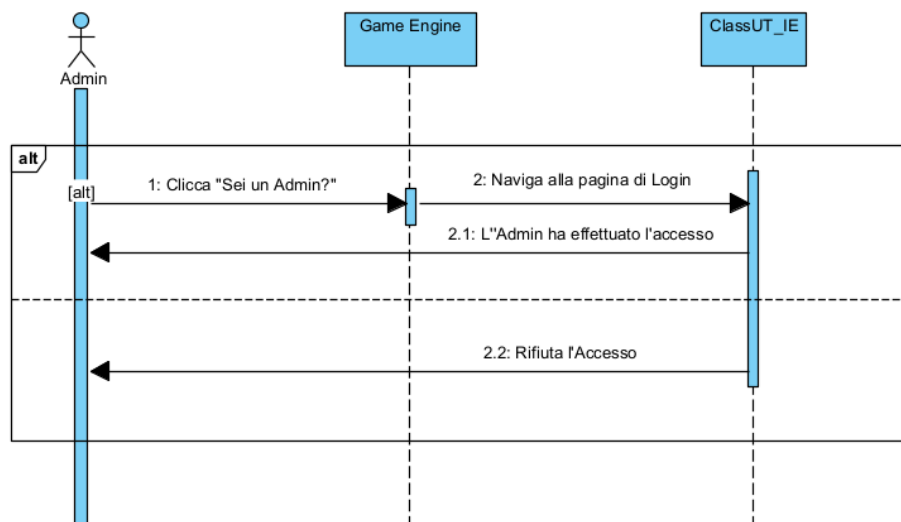 Game Engine
ClassUT_IE
Admin
alt
[alt]
1: Clicca "Sei un Admin?"
2: Naviga alla pagina di Login
2.1: L''Admin ha effettuato l'accesso
2.2: Rifiuta l'Accesso